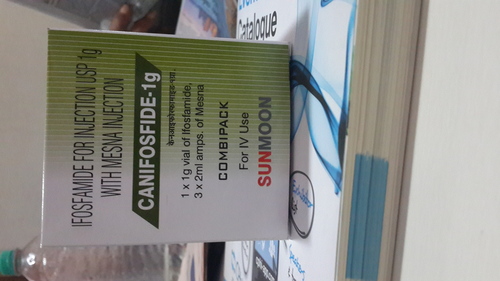 IFOSFAMIDE FOR INJECTION USP 1g
WITH MESNA INJECTION
CANIFOSFIDE-1g
1 x 1g vial of Ifosfamide,
3 x 2ml amps. of Mesna
COMBIPACK
For IV Use
SUNMOON
Catalogue